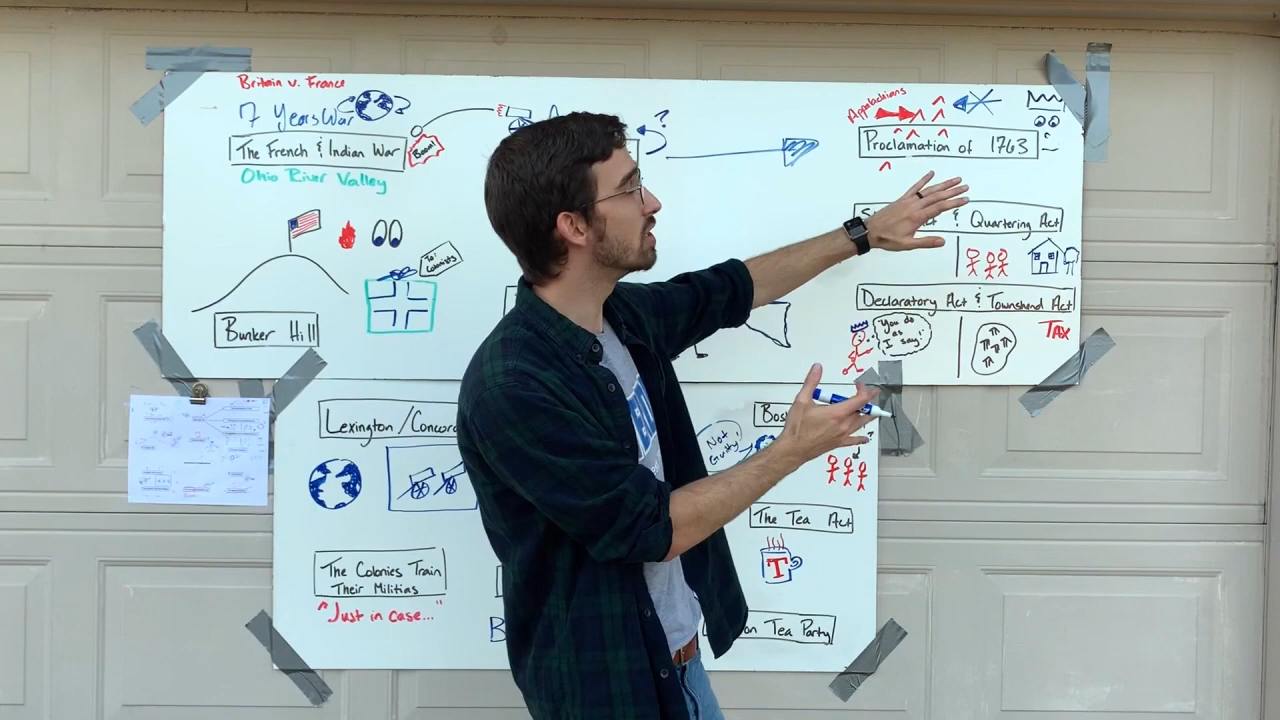 Britain v. France
7 Years War
The French & Indian War
Boom!
Ohio River Valley
?
Appalachians
Proclamation of 1763
& Quartering Act
To: Colonists
Bunker Hill
Declaratory Act & Townshend Act
"You do as I say!"
TAX
Lexington/Concord
Bos
Not Guilty
The Tea Act
T
The Colonies Train
Their Militias
"Just in case..."
B
on Tea Party